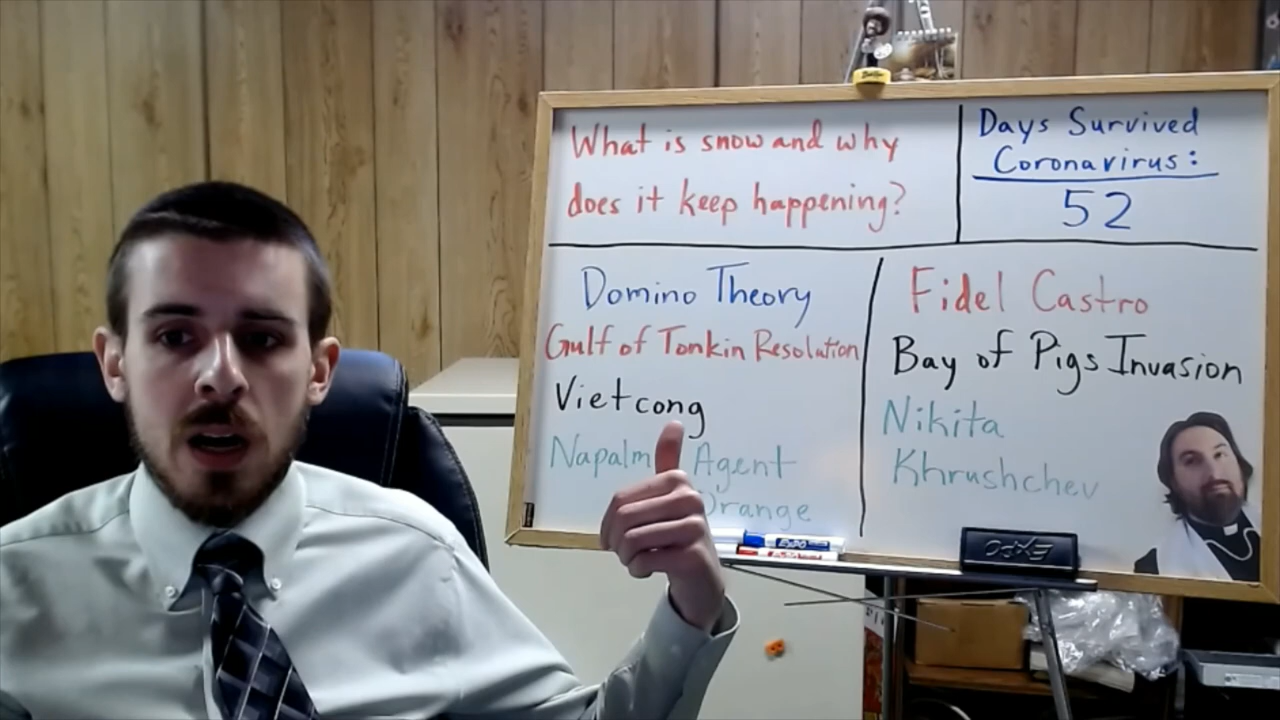 What is snow and why
does it keep happening?
Days Survived
Coronavirus:
52
Domino Theory
Gulf of Tonkin Resolution
Vietcong
Napalm Agent
Orange
Fidel Castro
Bay of Pigs Invasion
Nikita
Khrushchev
EXPO
EXPO